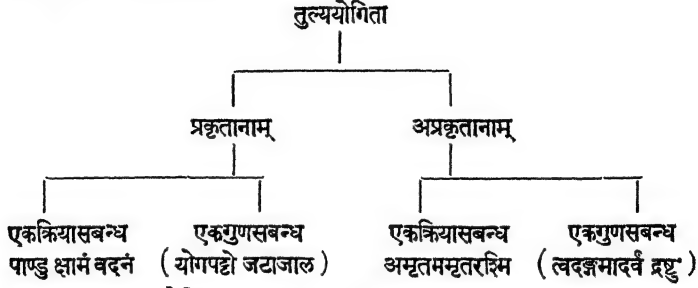 तुल्ययोगिता
प्रकृतानाम् अप्रकृतानाम्
एकक्रियासबन्ध एकगुणसबन्ध एकक्रियासबन्ध एकगुणसबन्ध
पाण्डु क्षामं वदनं ( योगपट्टो जटाजाल ) अमृतममृतरश्मि ( त्वदङ्गमादर्वं द्रष्टु )